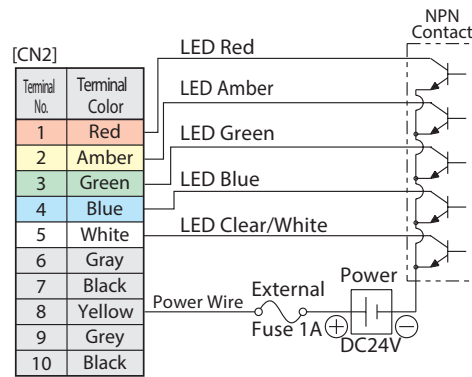 NPN
Contact
[CN2]
LED Red
Terminal No. Terminal Color
1 Red
LED Amber
2 Amber
LED Green
3 Green
LED Blue
4 Blue
LED Clear/White
5 White
6 Gray
7 Black
8 Yellow
Power Wire
External
Fuse 1A
Power
+ −
DC24V
9 Grey
10 Black